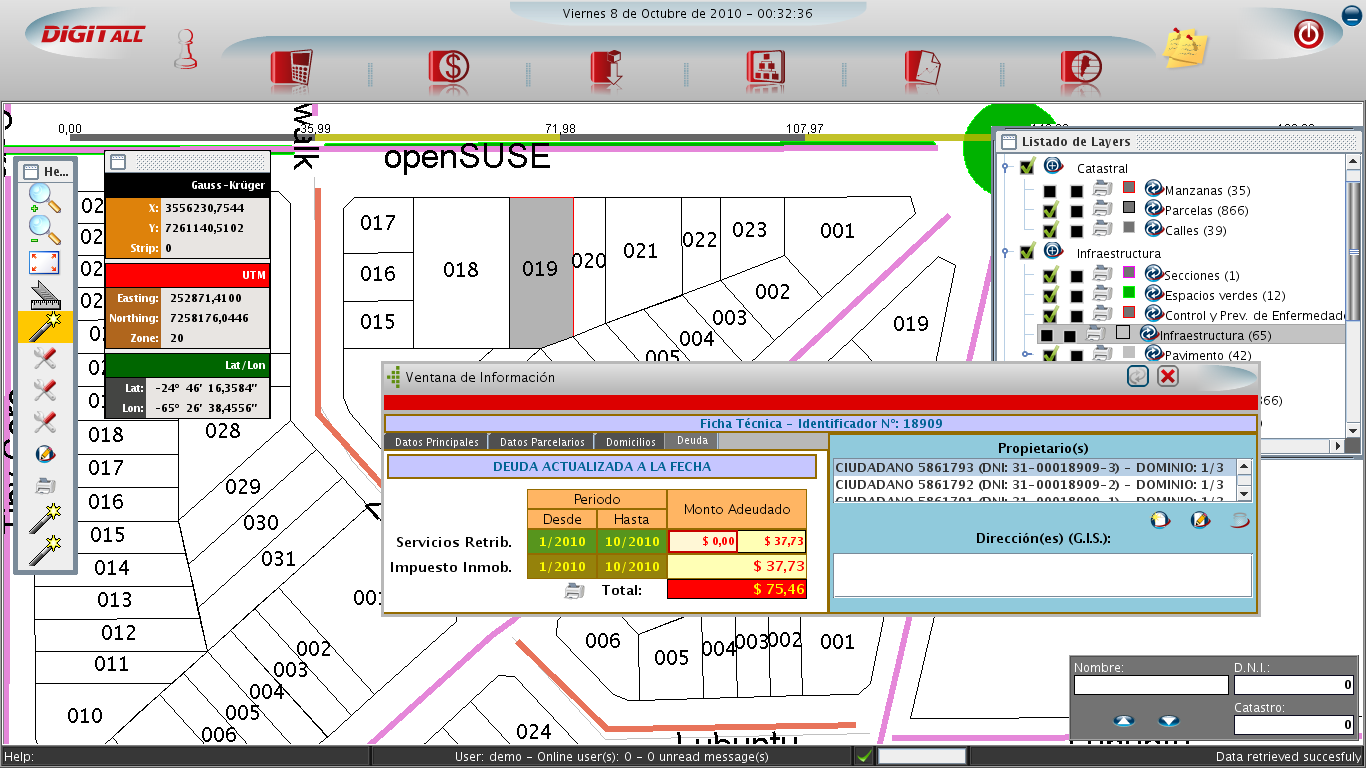 Viernes 8 de Octubre de 2010 - 00:32:36
DIGITALL
0,00
35,99
71,98
107,97
walk
openSUSE
Listado de Layers
Catastral
Manzanas (35)
Parcelas (866)
Calles (39)
Infraestructura
Secciones (1)
Espacios verdes (12)
Control y Prev. de Enfermedade
Infraestructura (65)
Pavimento (42)
He...
Gauss-Krüger
X: 3556230,7544
Y: 7261140,5102
Strip: 0
UTM
Easting: 252871,4100
Northing: 7258176,0446
Zone: 20
Lat/Lon
Lat: -24° 46' 16,3584"
Lon: -65° 26' 38,4556"
017
016
015
018
019
020
021
022
023
001
002
003
004
005
019
018
017
016
015
014
013
012
011
010
028
029
030
031
002
003
004
005
006
Ventana de Información
Ficha Técnica - Identificador N°: 18909
Datos Principales
Datos Parcelarios
Domicilios
Deuda
DEUDA ACTUALIZADA A LA FECHA
Periodo
Monto Adeudado
Desde
Hasta
Servicios Retrib. 1/2010 10/2010 $ 0,00 $ 37,73
Impuesto Inmob. 1/2010 10/2010 $ 37,73
Total: $ 75,46
Propietario(s)
CIUDADANO 5861793 (DNI: 31-00018909-3) - DOMINIO: 1/3
CIUDADANO 5861792 (DNI: 31-00018909-2) - DOMINIO: 1/3
CIUDADANO 5861791 (DNI: 31-00018909-1) - DOMINIO: 1/3
Dirección(es) (G.I.S.):
006
005
004
003
002
001
024
Lubuntu
Lubuntu
Nombre:
D.N.I.:
0
Catastro:
0
Help:
User: demo - Online user(s): 0 - 0 unread message(s)
Data retrieved succesfuly